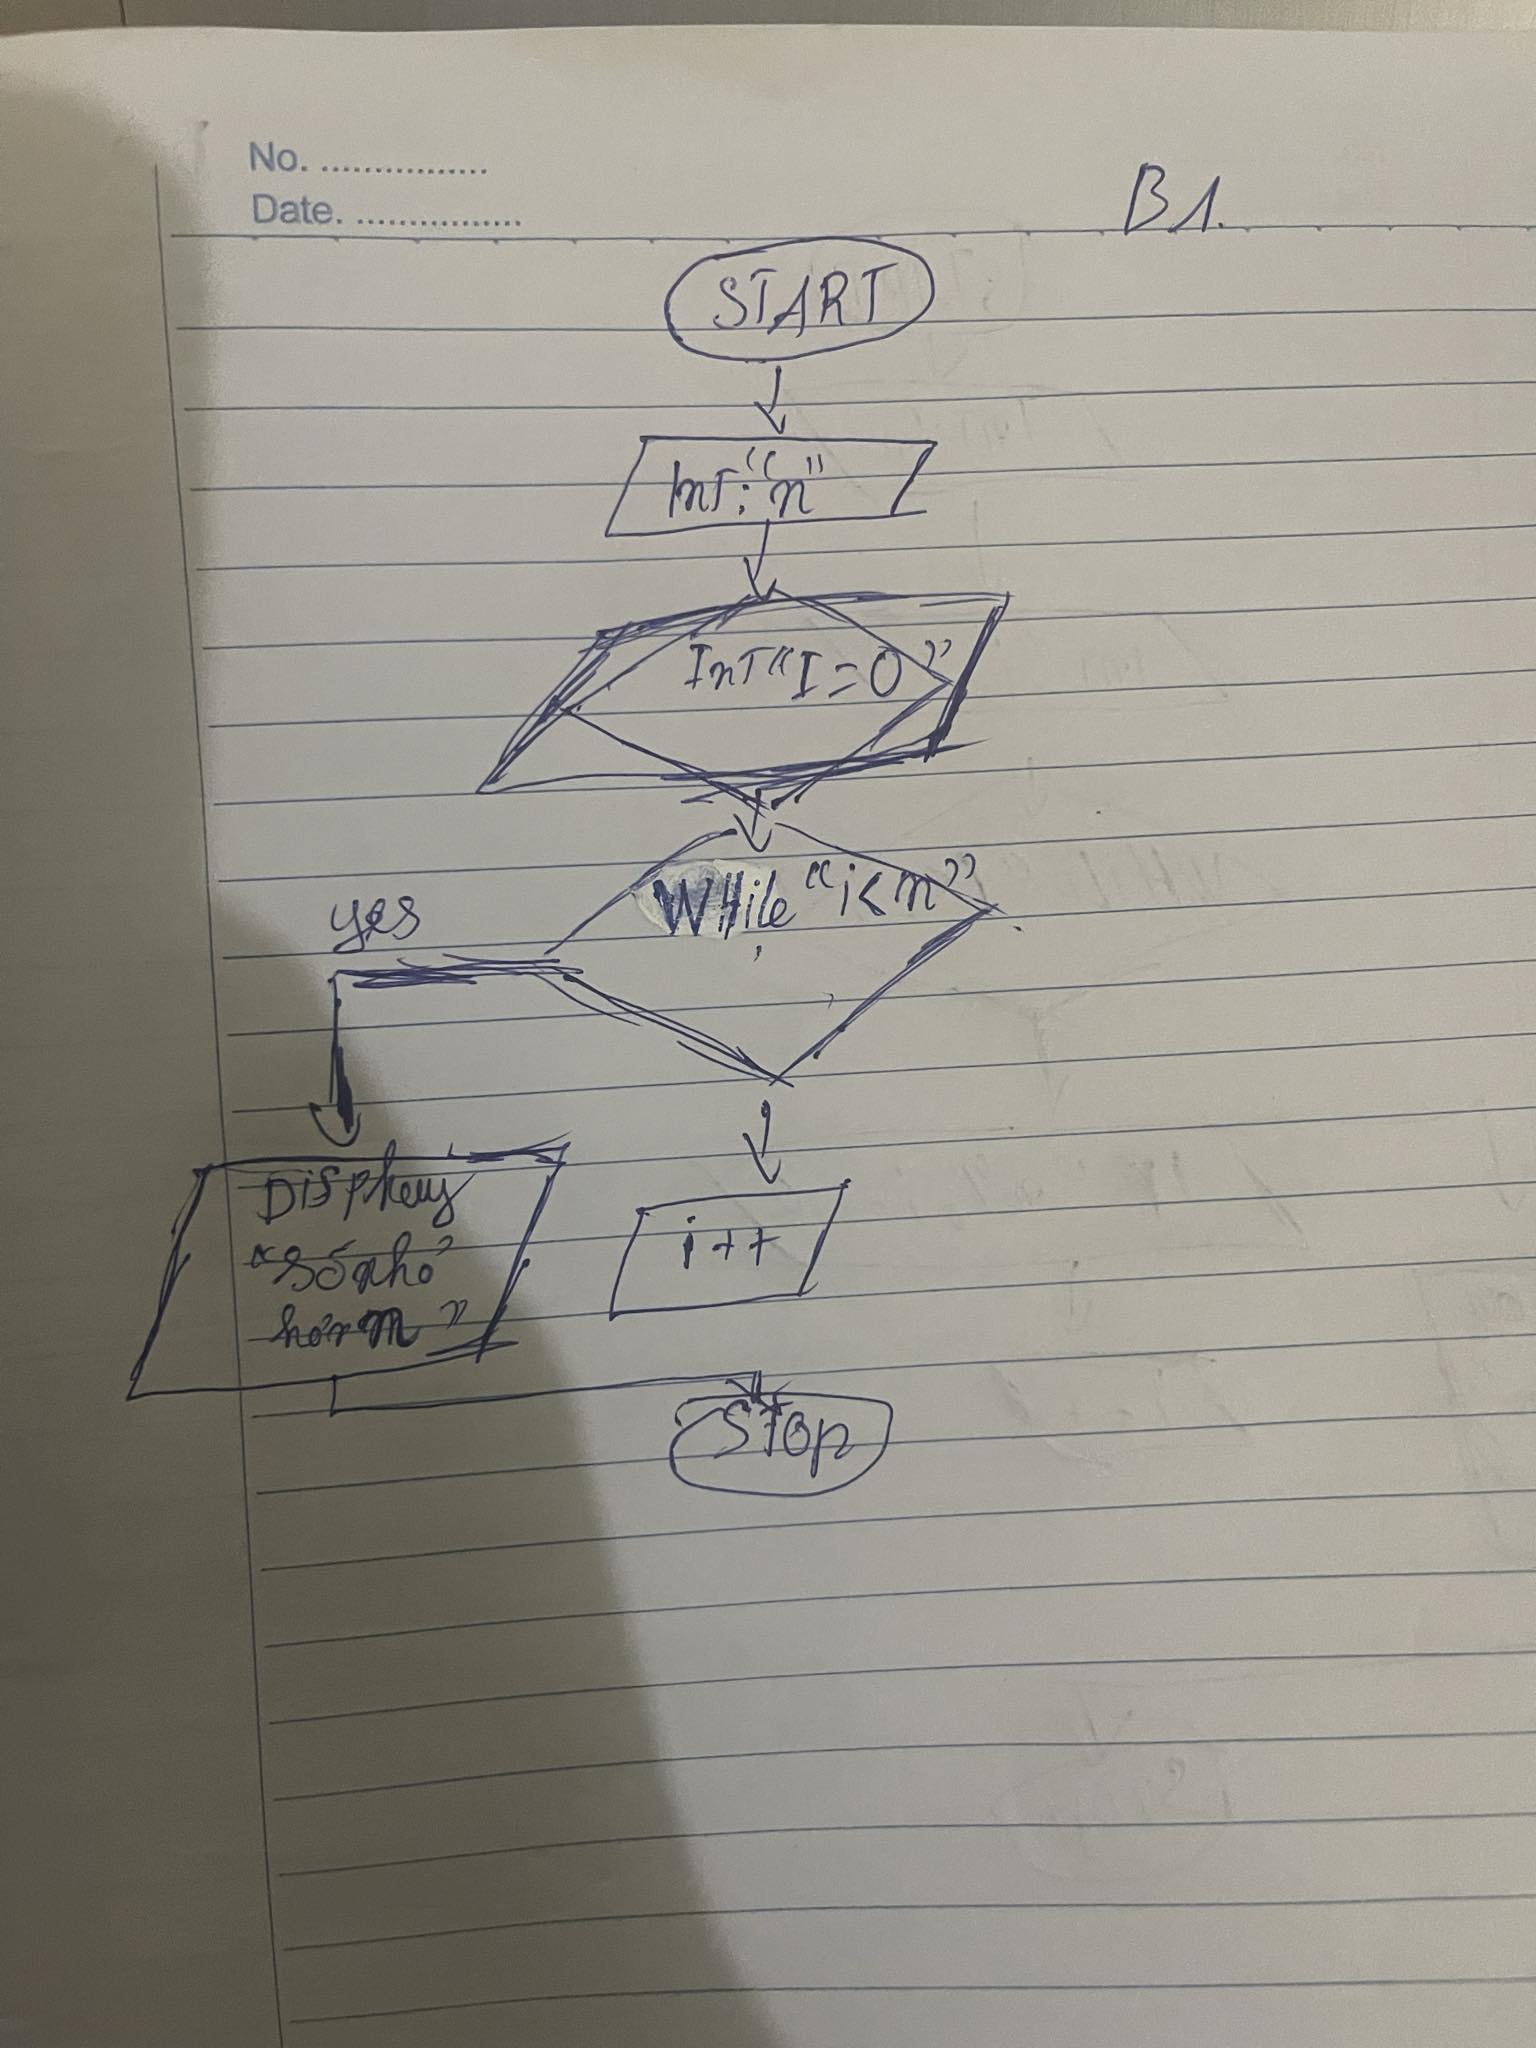 No. ................
Date. ................
B1.
START
InT: "n"
InT "I=0"
While "i<n"
yes
Display
"số nhỏ
hơn n"
i++
STOP